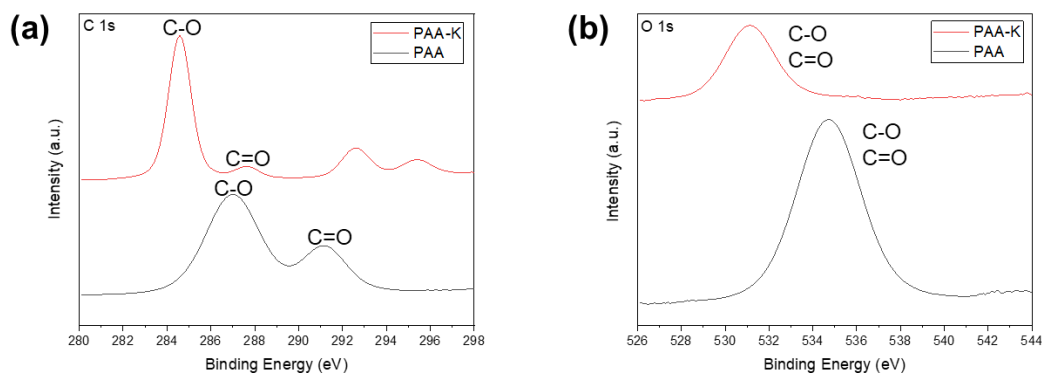 (a)
C 1s
C-O
PAA-K
PAA
C=O
C-O
C=O
Intensity (a.u.)
280 282 284 286 288 290 292 294 296 298
Binding Energy (eV)
(b)
O 1s
C-O
C=O
PAA-K
PAA
C-O
C=O
Intensity (a.u.)
526 528 530 532 534 536 538 540 542 544
Binding Energy (eV)